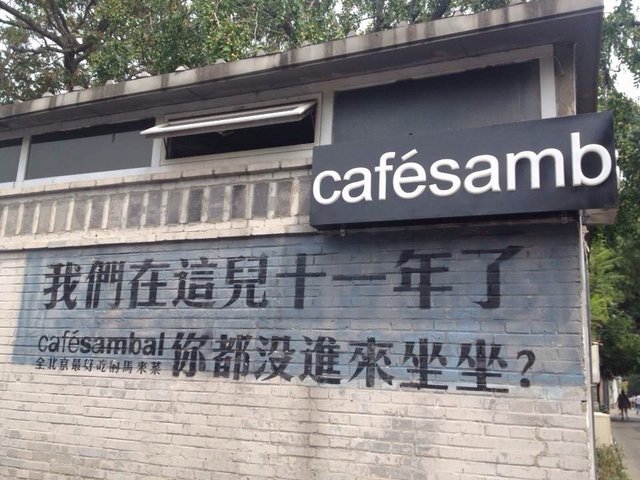 cafésamb
我們在這兒十一年了
cafésambal 你都没進來坐坐?
全北京最好吃的馬來菜